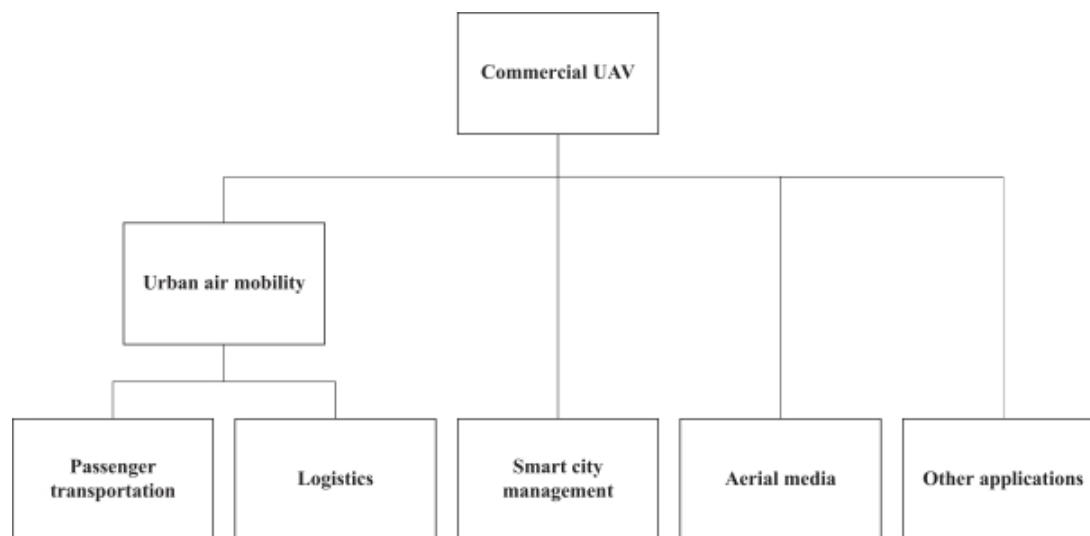 Commercial UAV
Urban air mobility
Passenger
transportation
Logistics
Smart city
management
Aerial media
Other applications